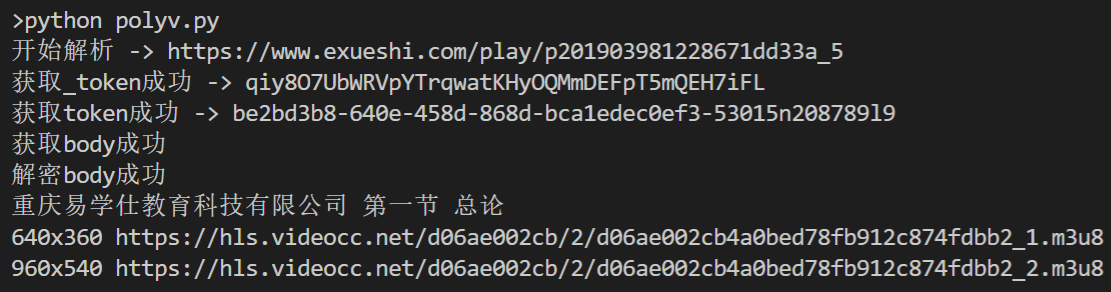 >python polyv.py
开始解析 -> https://www.exueshi.com/play/p201903981228671dd33a_5
获取_token成功 -> qiy8O7UbWRVpYTrqwatKHyOQMmDEFpT5mQEH7iFL
获取token成功 -> be2bd3b8-640e-458d-868d-bca1edec0ef3-53015n208789l9
获取body成功
解密body成功
重庆易学仕教育科技有限公司 第一节 总论
640x360 https://hls.videocc.net/d06ae002cb/2/d06ae002cb4a0bed78fb912c874fdbb2_1.m3u8
960x540 https://hls.videocc.net/d06ae002cb/2/d06ae002cb4a0bed78fb912c874fdbb2_2.m3u8